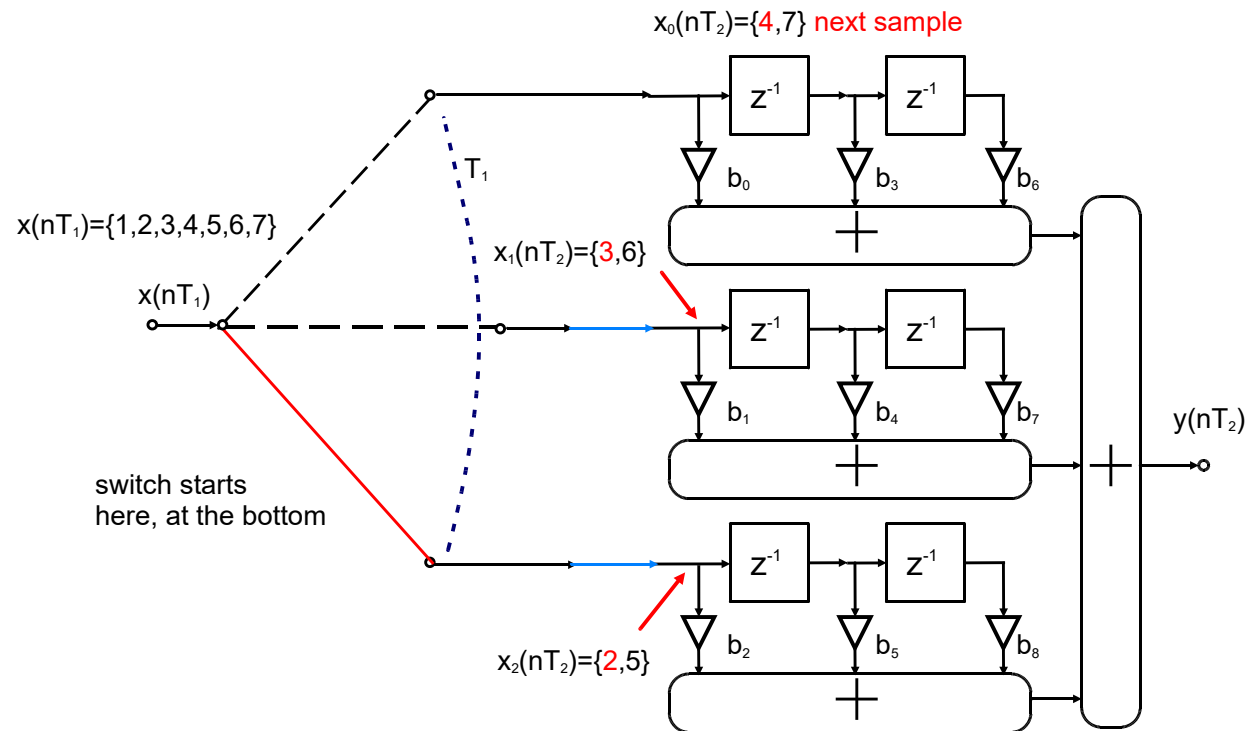 x₀(nT₂)={4,7} next sample
z⁻¹
z⁻¹
T₁
b₀
b₃
b₆
x(nT₁)={1,2,3,4,5,6,7}
+
x₁(nT₂)={3,6}
x(nT₁)
z⁻¹
z⁻¹
b₁
b₄
b₇
y(nT₂)
+
+
switch starts
here, at the bottom
z⁻¹
z⁻¹
b₂
b₅
b₈
x₂(nT₂)={2,5}
+